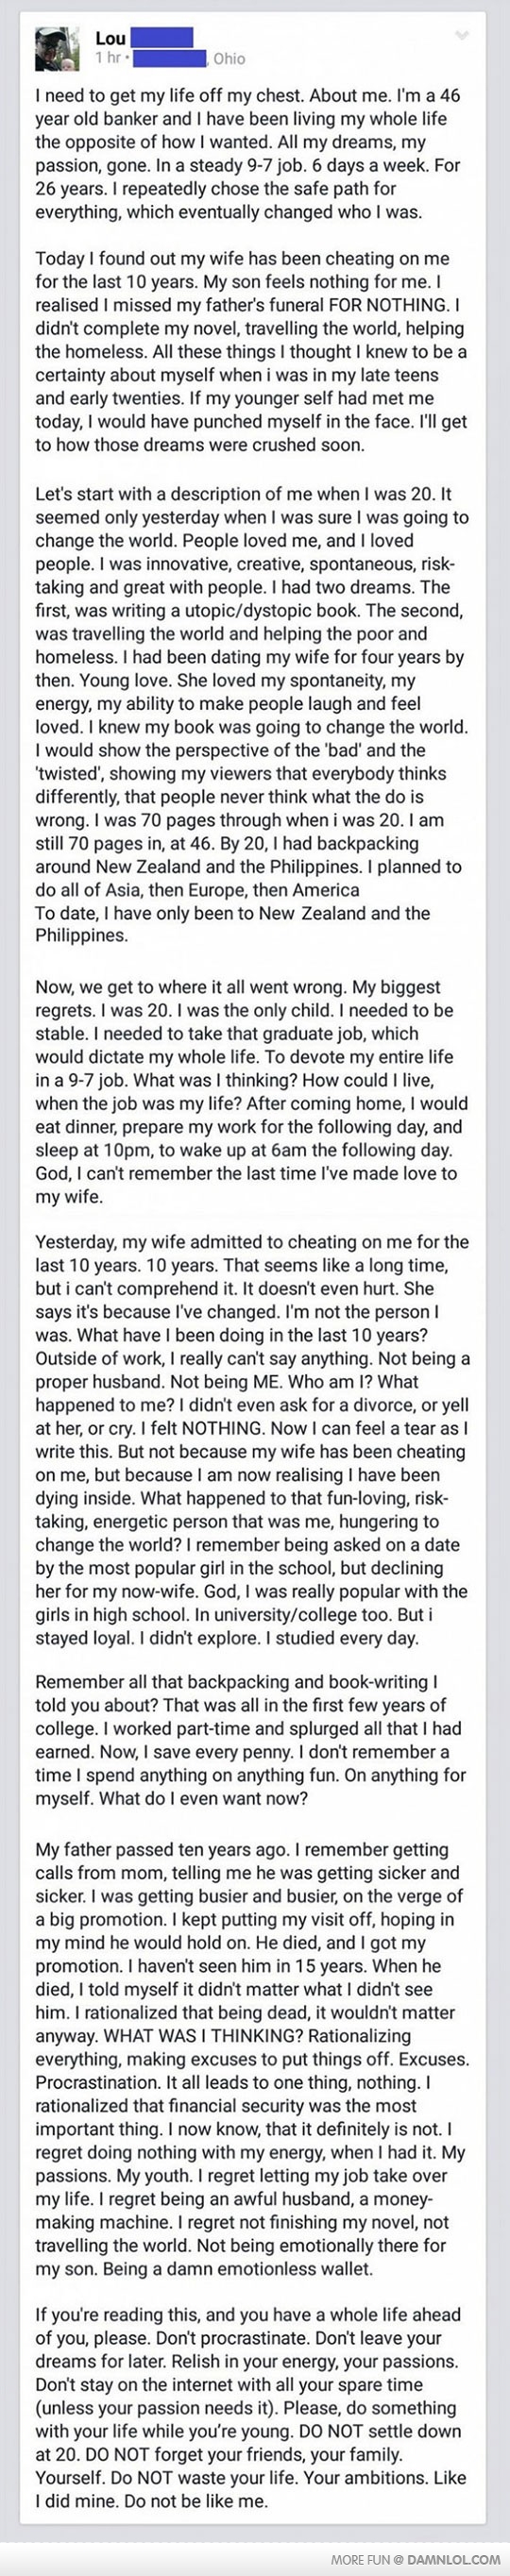 Lou
1 hr •
, Ohio
I need to get my life off my chest. About me. I'm a 46
year old banker and I have been living my whole life
the opposite of how I wanted. All my dreams, my
passion, gone. In a steady 9-7 job. 6 days a week. For
26 years. I repeatedly chose the safe path for
everything, which eventually changed who I was.
Today I found out my wife has been cheating on me
for the last 10 years. My son feels nothing for me. I
realised I missed my father's funeral FOR NOTHING. I
didn't complete my novel, travelling the world, helping
the homeless. All these things I thought I knew to be a
certainty about myself when i was in my late teens
and early twenties. If my younger self had met me
today, I would have punched myself in the face. I'll get
to how those dreams were crushed soon.
Let's start with a description of me when I was 20. It
seemed only yesterday when I was sure I was going to
change the world. People loved me, and I loved
people. I was innovative, creative, spontaneous, risk-
taking and great with people. I had two dreams. The
first, was writing a utopic/dystopic book. The second,
was travelling the world and helping the poor and
homeless. I had been dating my wife for four years by
then. Young love. She loved my spontaneity, my
energy, my ability to make people laugh and feel
loved. I knew my book was going to change the world.
I would show the perspective of the 'bad' and the
'twisted', showing my viewers that everybody thinks
differently, that people never think what the do is
wrong. I was 70 pages through when i was 20. I am
still 70 pages in, at 46. By 20, I had backpacking
around New Zealand and the Philippines. I planned to
do all of Asia, then Europe, then America
To date, I have only been to New Zealand and the
Philippines.
Now, we get to where it all went wrong. My biggest
regrets. I was 20. I was the only child. I needed to be
stable. I needed to take that graduate job, which
would dictate my whole life. To devote my entire life
in a 9-7 job. What was I thinking? How could I live,
when the job was my life? After coming home, I would
eat dinner, prepare my work for the following day, and
sleep at 10pm, to wake up at 6am the following day.
God, I can't remember the last time I've made love to
my wife.
Yesterday, my wife admitted to cheating on me for the
last 10 years. 10 years. That seems like a long time,
but i can't comprehend it. It doesn't even hurt. She
says it's because I've changed. I'm not the person I
was. What have I been doing in the last 10 years?
Outside of work, I really can't say anything. Not being a
proper husband. Not being ME. Who am I? What
happened to me? I didn't even ask for a divorce, or yell
at her, or cry. I felt NOTHING. Now I can feel a tear as I
write this. But not because my wife has been cheating
on me, but because I am now realising I have been
dying inside. What happened to that fun-loving, risk-
taking, energetic person that was me, hungering to
change the world? I remember being asked on a date
by the most popular girl in the school, but declining
her for my now-wife. God, I was really popular with the
girls in high school. In university/college too. But i
stayed loyal. I didn't explore. I studied every day.
Remember all that backpacking and book-writing I
told you about? That was all in the first few years of
college. I worked part-time and splurged all that I had
earned. Now, I save every penny. I don't remember a
time I spend anything on anything fun. On anything for
myself. What do I even want now?
My father passed ten years ago. I remember getting
calls from mom, telling me he was getting sicker and
sicker. I was getting busier and busier, on the verge of
a big promotion. I kept putting my visit off, hoping in
my mind he would hold on. He died, and I got my
promotion. I haven't seen him in 15 years. When he
died, I told myself it didn't matter what I didn't see
him. I rationalized that being dead, it wouldn't matter
anyway. WHAT WAS I THINKING? Rationalizing
everything, making excuses to put things off. Excuses.
Procrastination. It all leads to one thing, nothing. I
rationalized that financial security was the most
important thing. I now know, that it definitely is not. I
regret doing nothing with my energy, when I had it. My
passions. My youth. I regret letting my job take over
my life. I regret being an awful husband, a money-
making machine. I regret not finishing my novel, not
travelling the world. Not being emotionally there for
my son. Being a damn emotionless wallet.
If you're reading this, and you have a whole life ahead
of you, please. Don't procrastinate. Don't leave your
dreams for later. Relish in your energy, your passions.
Don't stay on the internet with all your spare time
(unless your passion needs it). Please, do something
with your life while you're young. DO NOT settle down
at 20. DO NOT forget your friends, your family.
Yourself. Do NOT waste your life. Your ambitions. Like
I did mine. Do not be like me.
MORE FUN @ DAMNLOL.COM